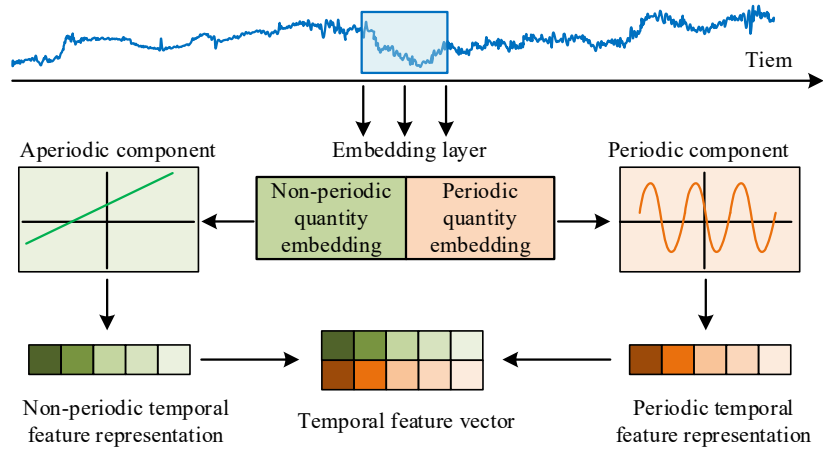 Tiem
Aperiodic component
Embedding layer
Periodic component
Non-periodic
quantity
embedding
Periodic
quantity
embedding
Non-periodic temporal
feature representation
Temporal feature vector
Periodic temporal
feature representation